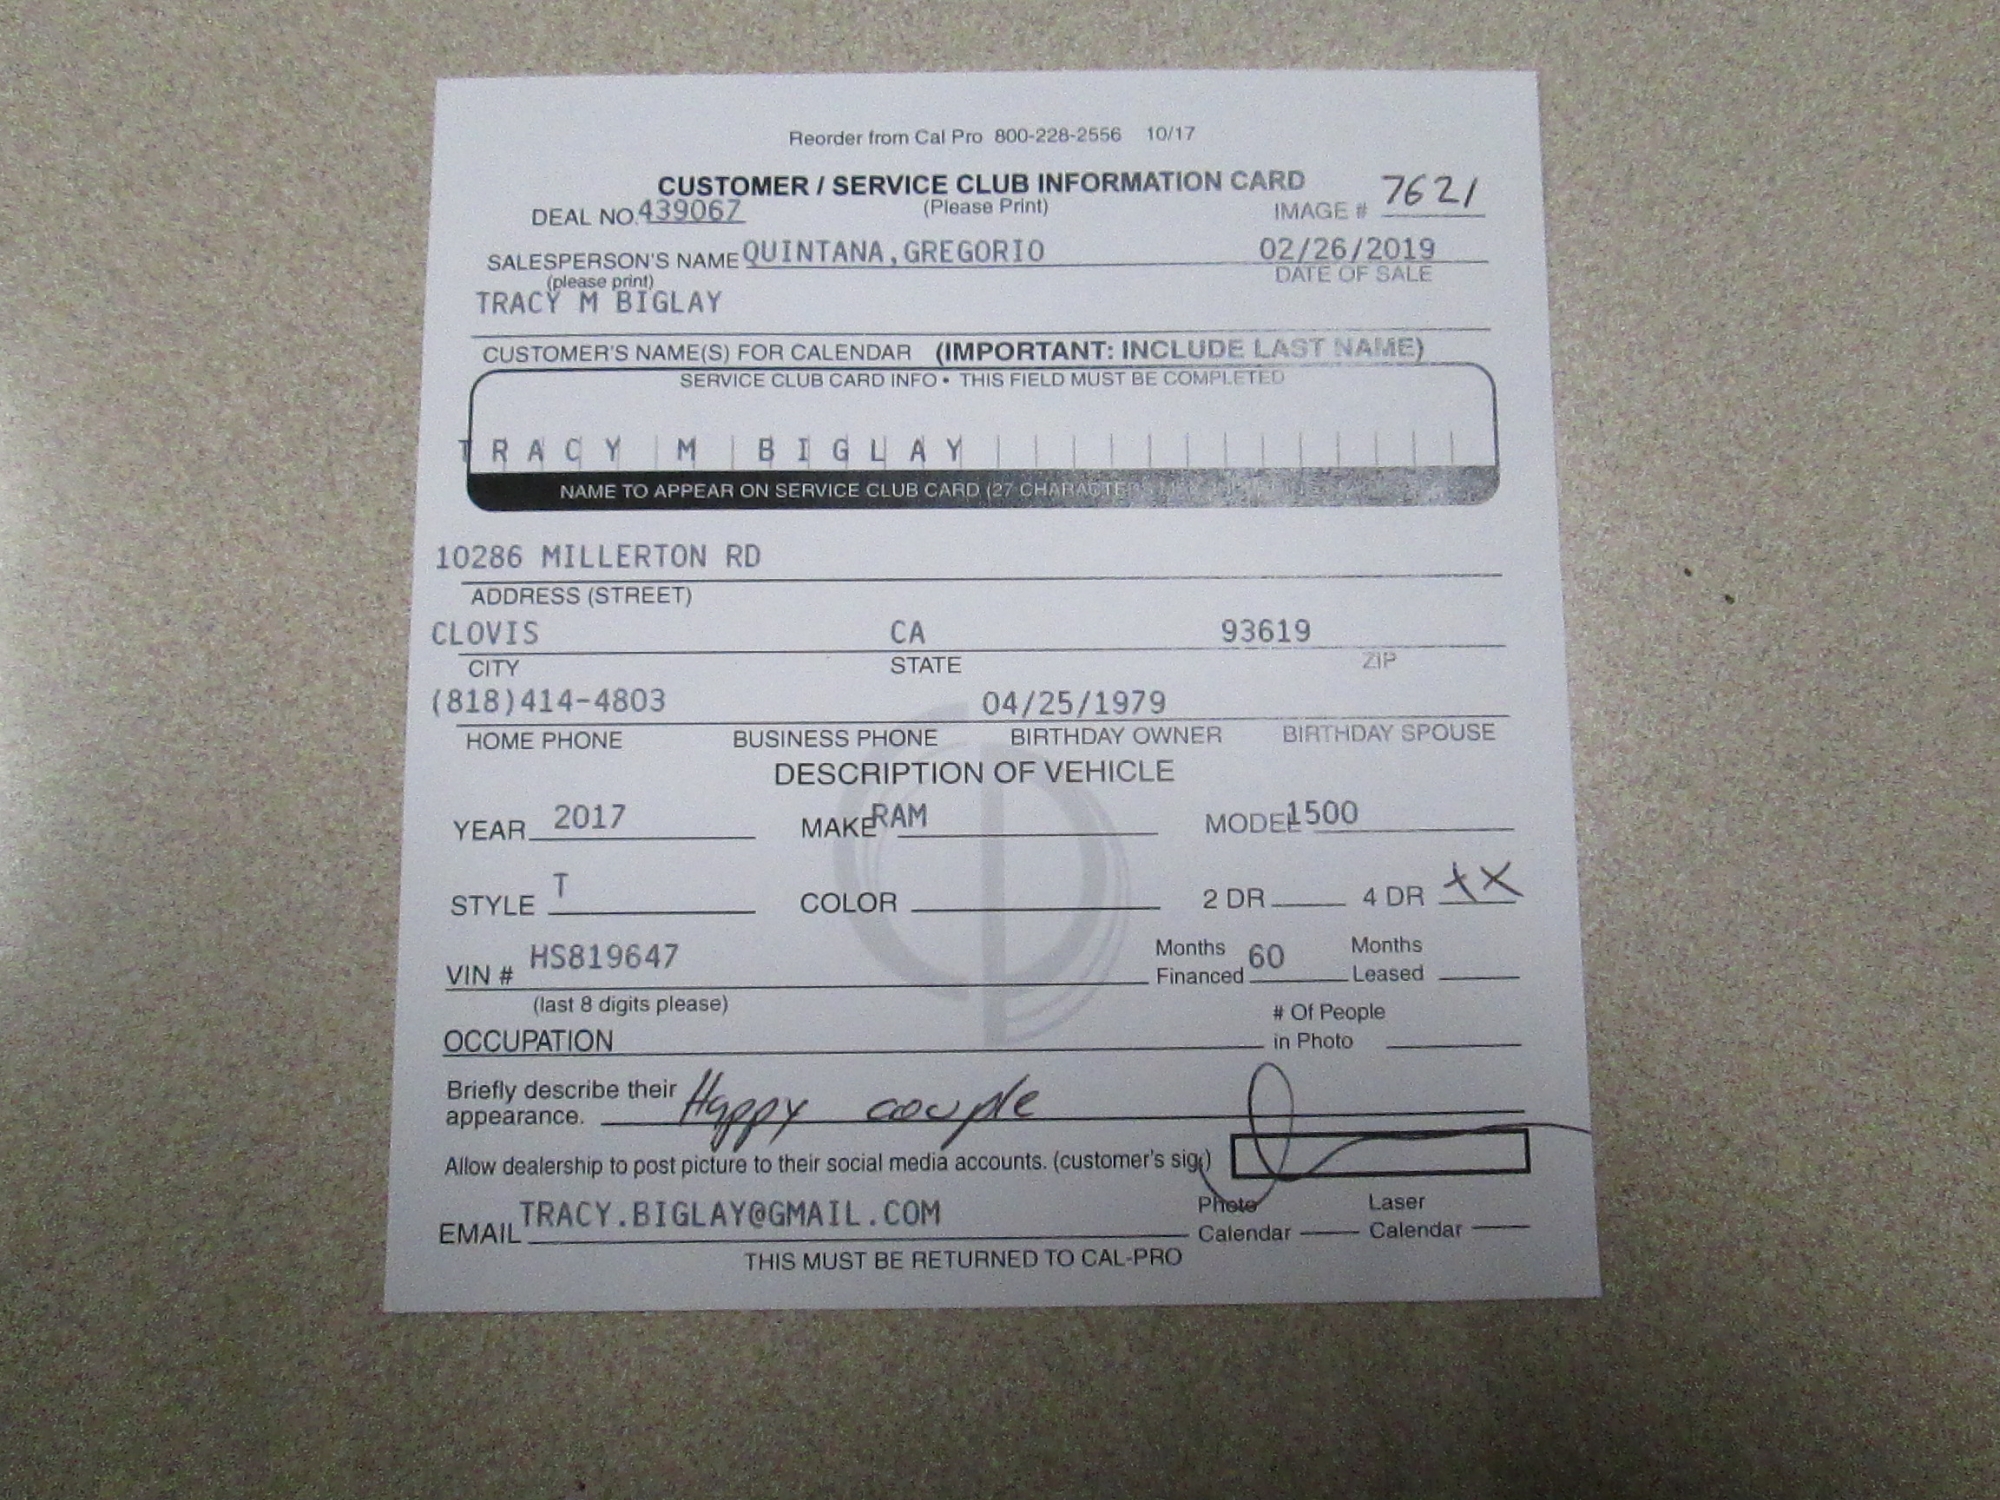 Reorder from Cal Pro 800-228-2556 10/17
CUSTOMER / SERVICE CLUB INFORMATION CARD
(Please Print)
DEAL NO. 439067 IMAGE # 7621
SALESPERSON'S NAME QUINTANA,GREGORIO 02/26/2019
(please print) DATE OF SALE
TRACY M BIGLAY
CUSTOMER'S NAME(S) FOR CALENDAR (IMPORTANT: INCLUDE LAST NAME)
SERVICE CLUB CARD INFO • THIS FIELD MUST BE COMPLETED
TRACY M BIGLAY
NAME TO APPEAR ON SERVICE CLUB CARD (27 CHARACTERS
10286 MILLERTON RD
ADDRESS (STREET)
CLOVIS CA 93619
CITY STATE ZIP
(818)414-4803 04/25/1979
HOME PHONE BUSINESS PHONE BIRTHDAY OWNER BIRTHDAY SPOUSE
DESCRIPTION OF VEHICLE
YEAR 2017 MAKE RAM MODEL 1500
STYLE T COLOR 2 DR 4 DR XX
VIN # HS819647 Months Financed 60 Months Leased
(last 8 digits please)
OCCUPATION # Of People in Photo
Briefly describe their appearance. Happy couple
Allow dealership to post picture to their social media accounts. (customer's sig.)
EMAIL TRACY.BIGLAY@GMAIL.COM Photo Calendar Laser Calendar
THIS MUST BE RETURNED TO CAL-PRO